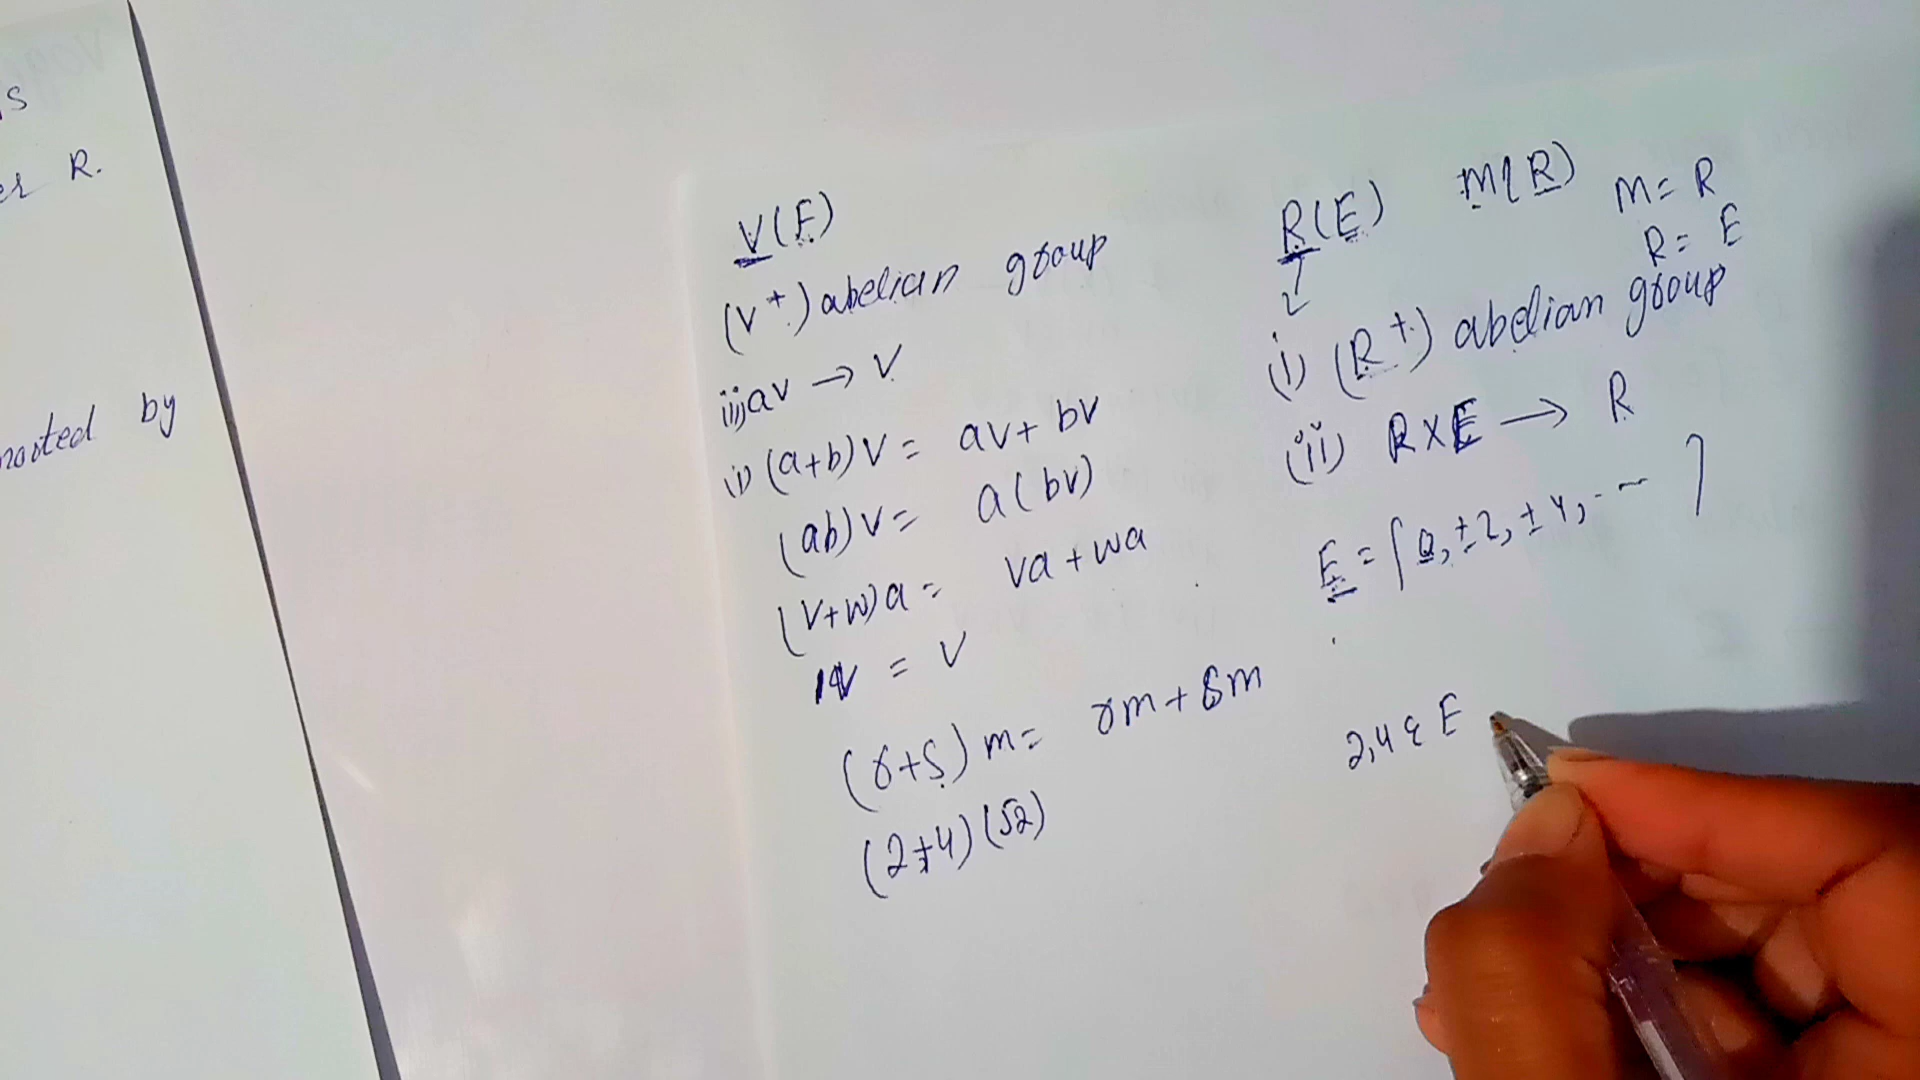 s
er R.
noted by
V(F)
(V +) abelian group
ii) av → V
i) (a+b)V = av + bv
(ab)V = a(bv)
(V+W)a = va + wa
1V = V
(r+s)m = rm + sm
(2+4)(√2)
R(E) M(R) M = R
R = E
(i) (R +) abelian group
(ii) R×E → R
E = {0, ±2, ±4, ---}
2,4 ∈ E